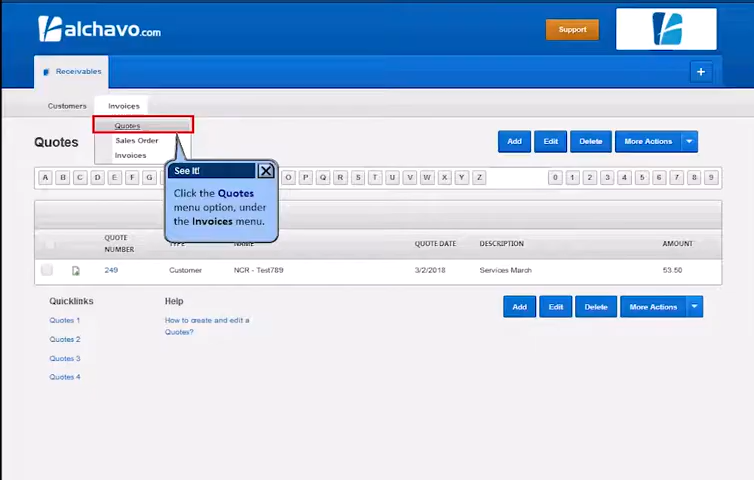 alchavo.com
Support
Receivables
+
Customers Invoices
Quotes
Sales Order
Invoices
Quotes
Add Edit Delete More Actions
See It!
Click the Quotes
menu option, under
the Invoices menu.
A B C D E F G O P Q R S T U V W X Y Z 0 1 2 3 4 5 6 7 8 9
QUOTE
NUMBER
NAME QUOTE DATE DESCRIPTION AMOUNT
249 Customer NCR - Test789 3/2/2018 Services March 53.50
Quicklinks
Quotes 1
Quotes 2
Quotes 3
Quotes 4
Help
How to create and edit a
Quotes?
Add Edit Delete More Actions